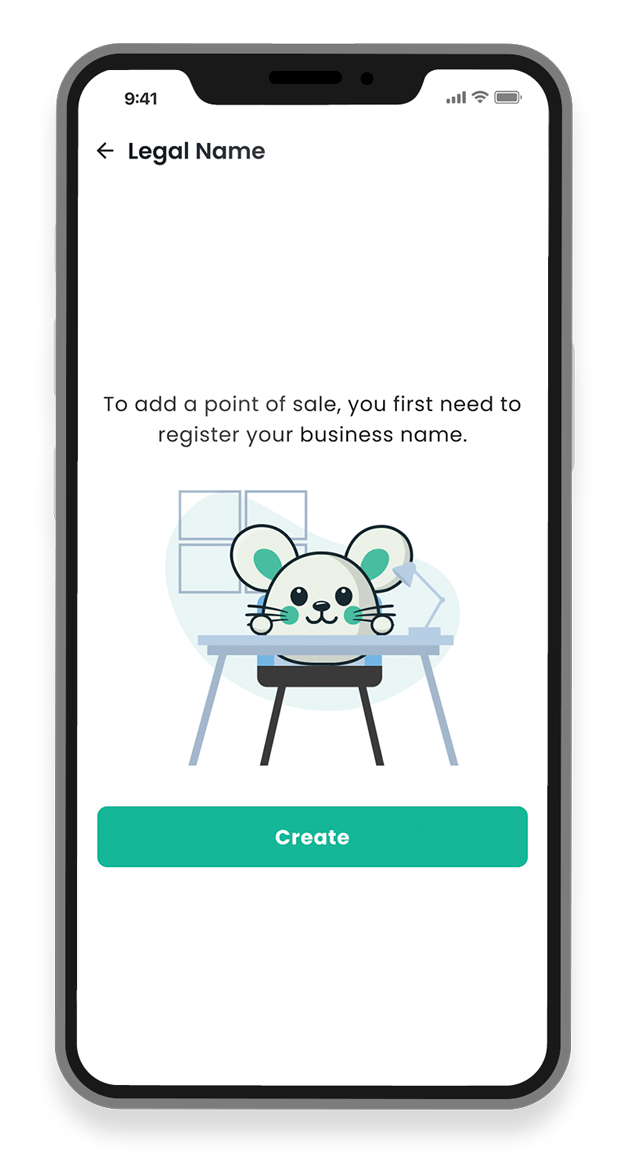 9:41
Legal Name
To add a point of sale, you first need to
register your business name.
Create